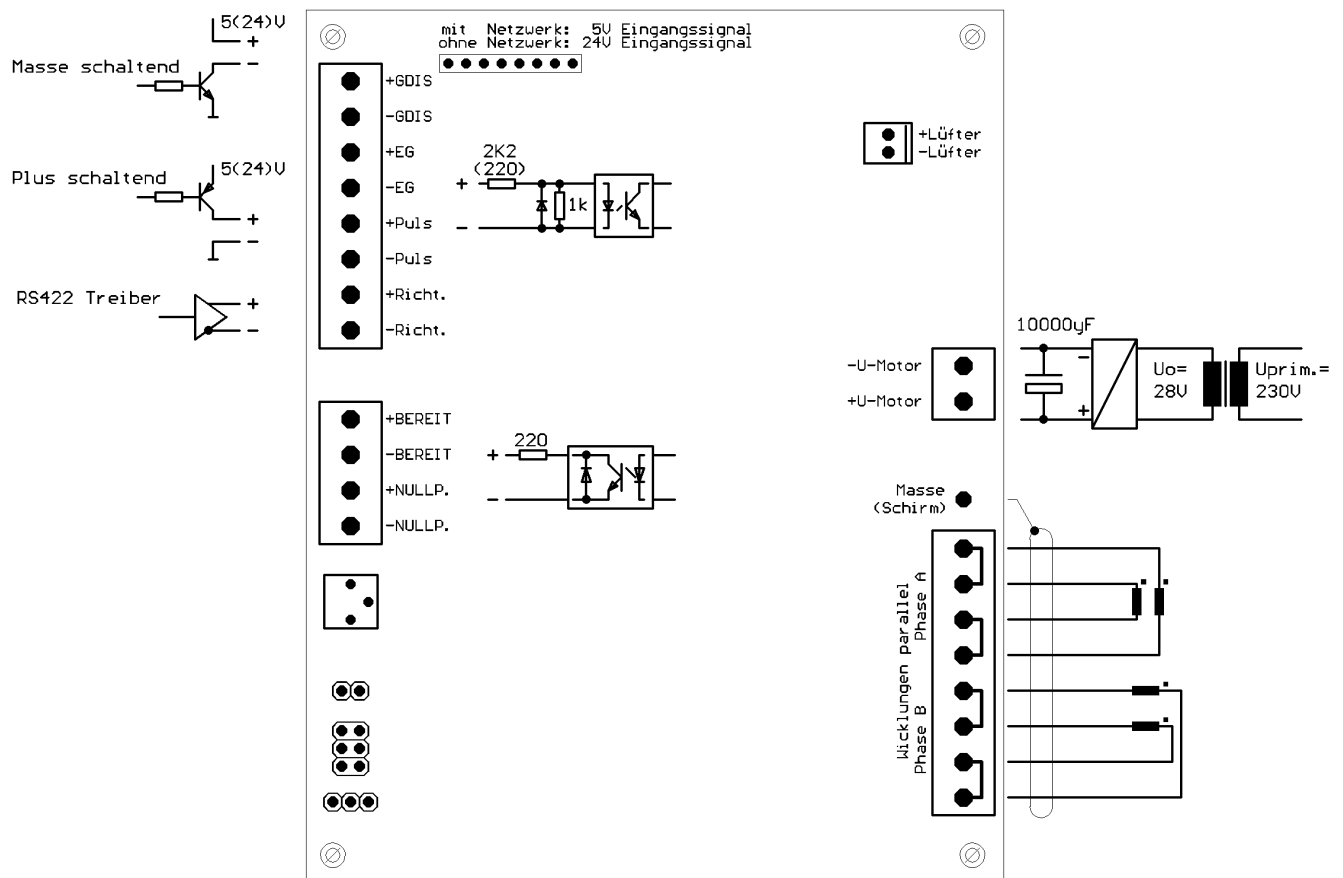 5(24)V
+
-
Masse schaltend
5(24)V
Plus schaltend
+
-
RS422 Treiber
+
-
mit Netzwerk: 5V Eingangssignal
ohne Netzwerk: 24V Eingangssignal
+GDIS
-GDIS
+EG
-EG
+Puls
-Puls
+Richt.
-Richt.
2K2
(220)
+
1k
-
+Lüfter
-Lüfter
-U-Motor
+U-Motor
10000yF
-
+
Uo=
28V
Uprim.=
230V
+BEREIT
-BEREIT
+NULLP.
-NULLP.
220
+
-
Masse
(Schirm)
Wicklungen parallel
Phase A
Phase B